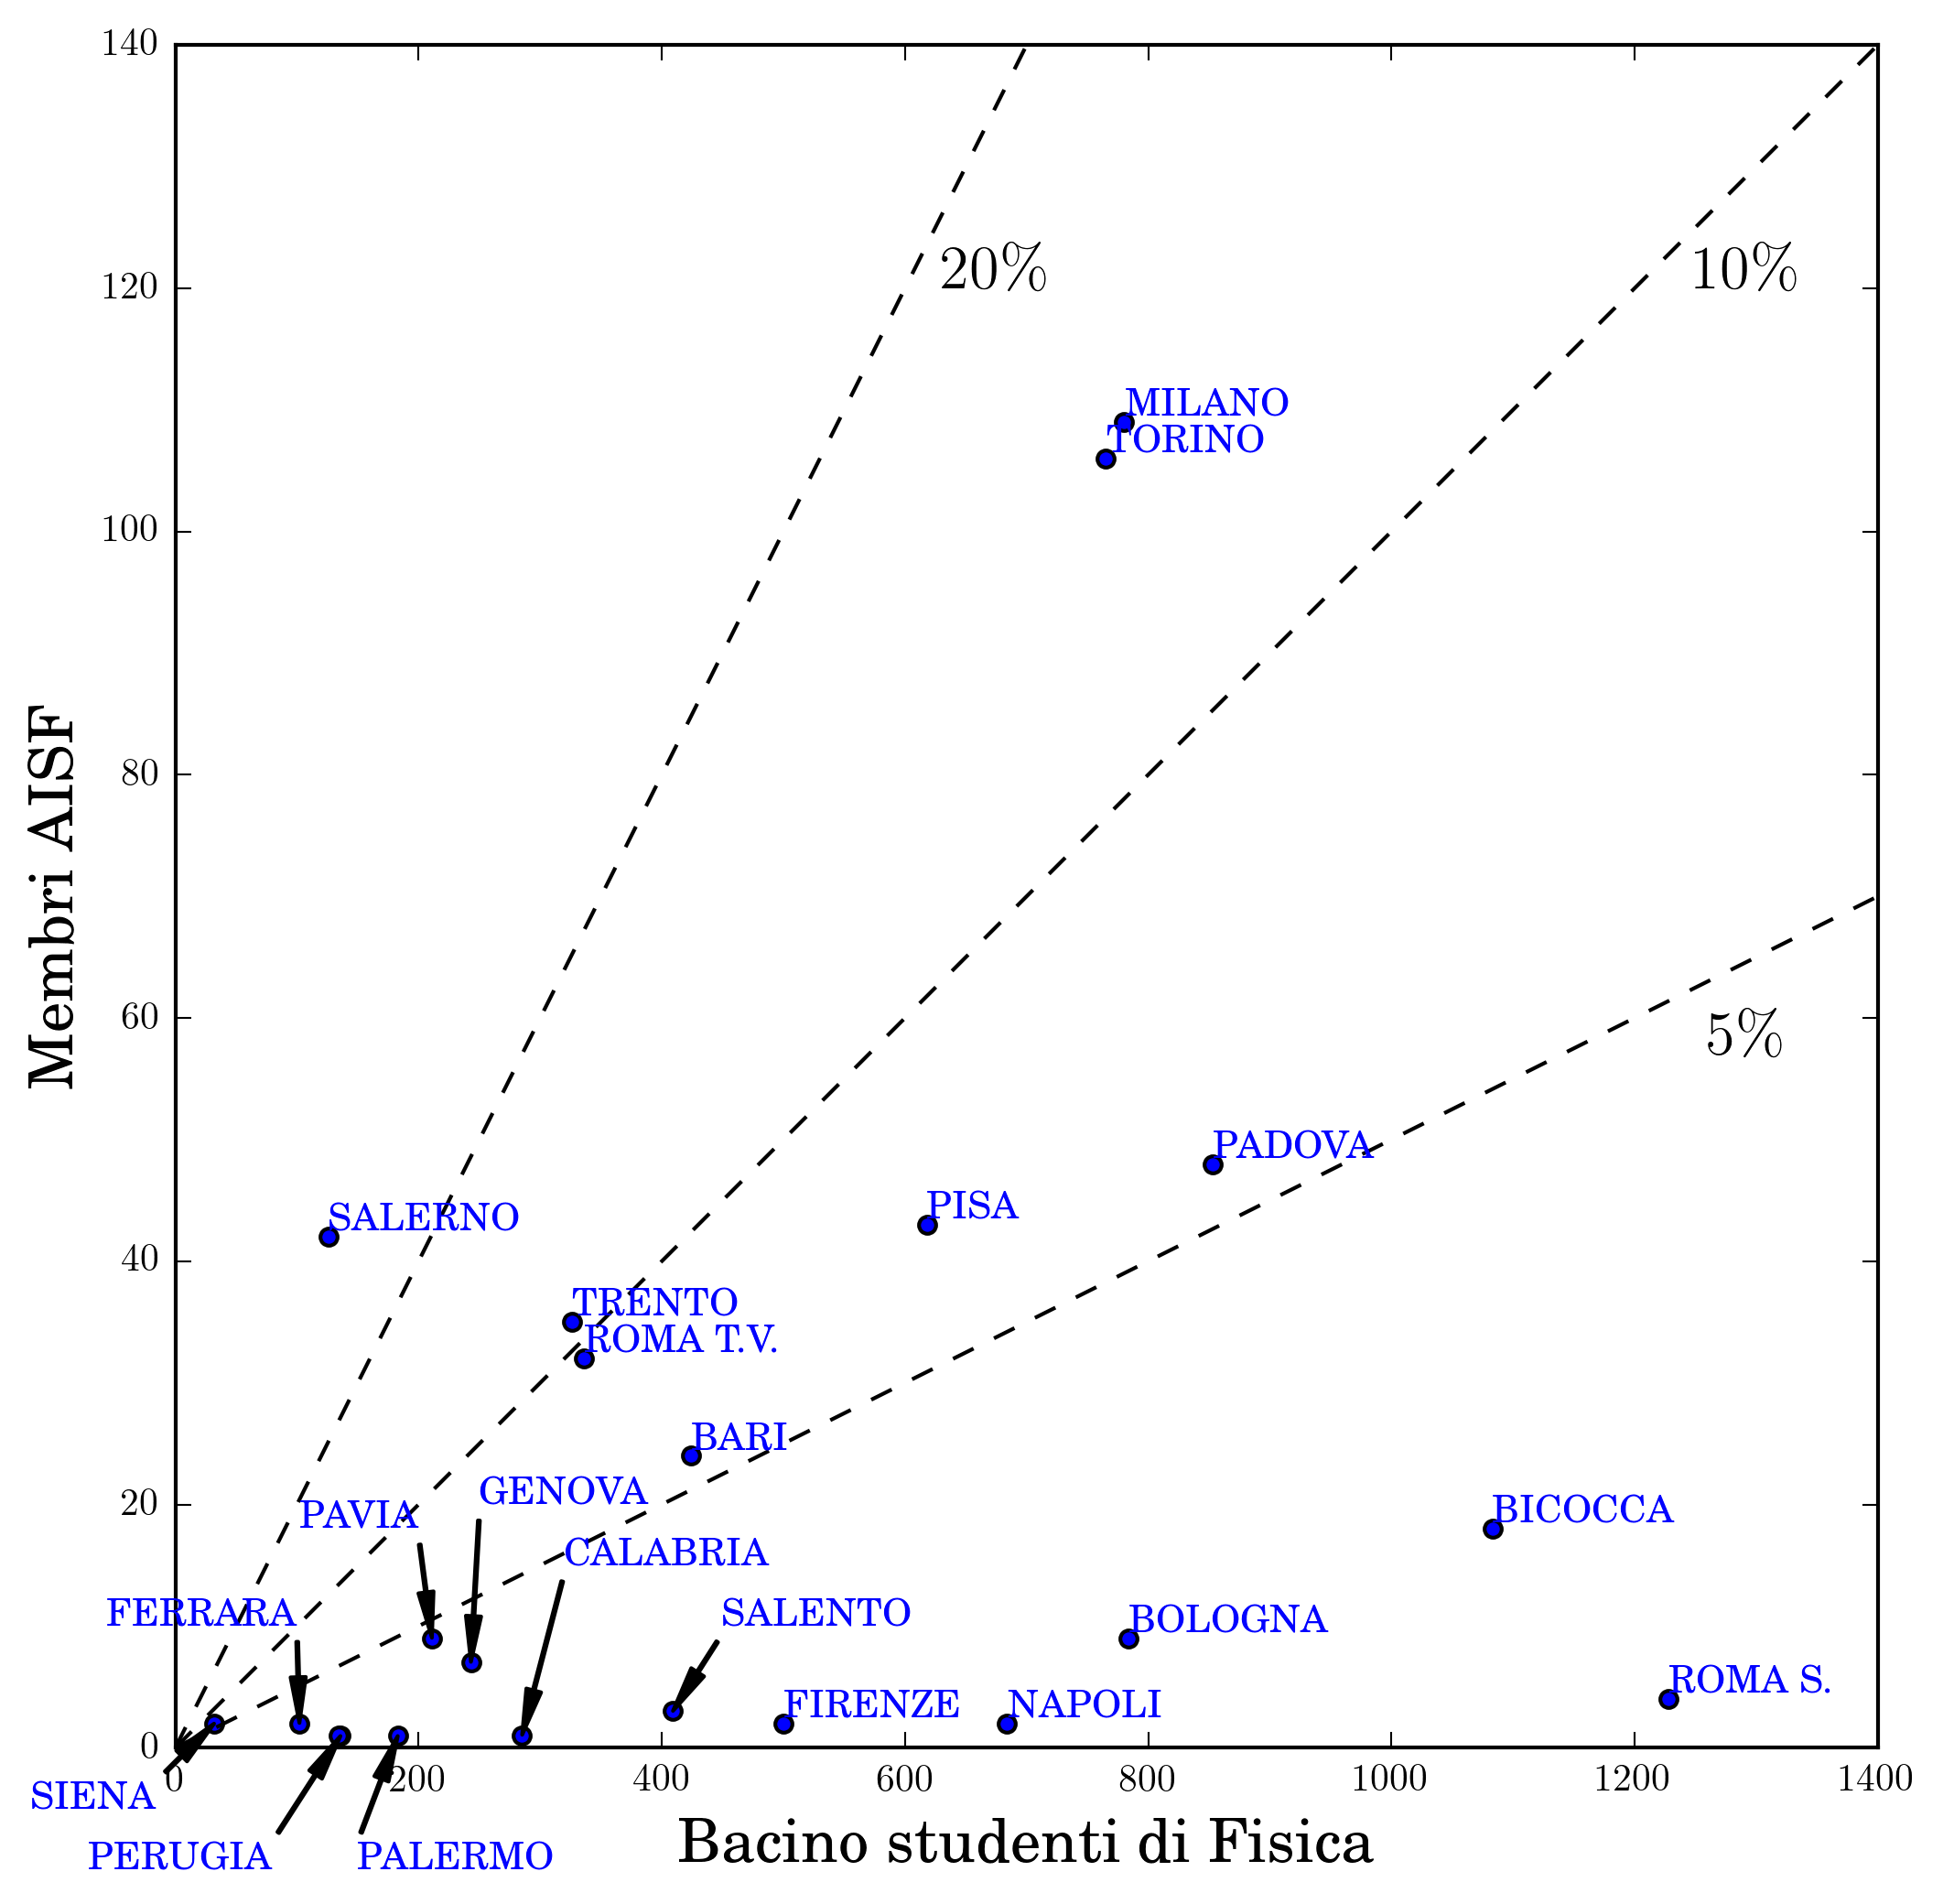 140
120
100
80
60
40
20
0
Membri AISF
20%
10%
5%
MILANO
TORINO
PADOVA
PISA
SALERNO
TRENTO
ROMA T.V.
BARI
GENOVA
PAVIA
BICOCCA
CALABRIA
FERRARA
SALENTO
BOLOGNA
ROMA S.
FIRENZE
NAPOLI
0 200 400 600 800 1000 1200 1400
SIENA
PERUGIA
PALERMO
Bacino studenti di Fisica